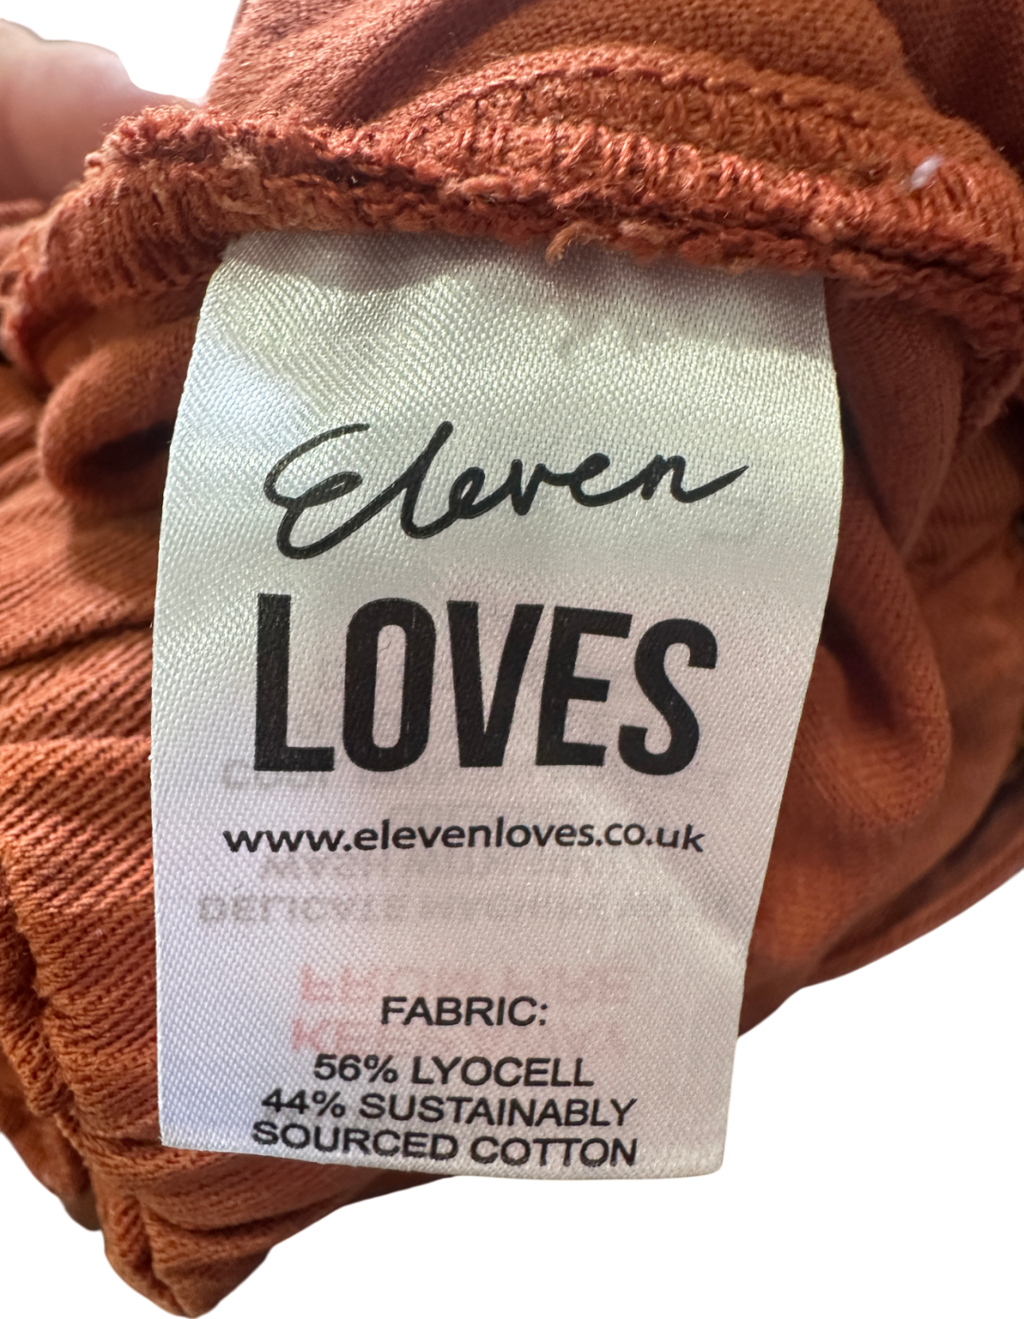 Eleven
LOVES
www.elevenloves.co.uk
FABRIC:
56% LYOCELL
44% SUSTAINABLY
SOURCED COTTON